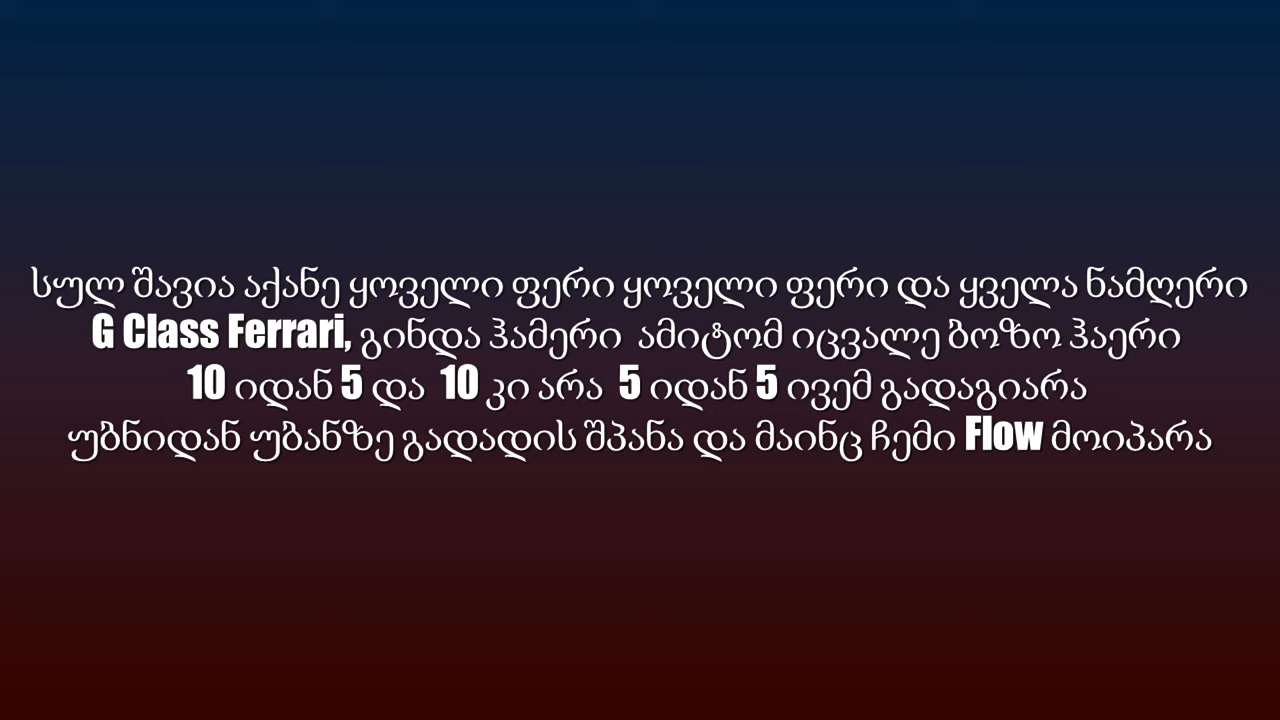 სულ შავია აქანე ყოველი ფერი ყოველი ფერი და ყველა ნამღერი
G Class Ferrari, გინდა ჰამერი ამიტომ იცვალე ბოზო ჰაერი
10 იდან 5 და 10 კი არა 5 იდან 5 ივემ გადაგიარა
უბნიდან უბანზე გადადის შპანა და მაინც ჩემი Flow მოიპარა